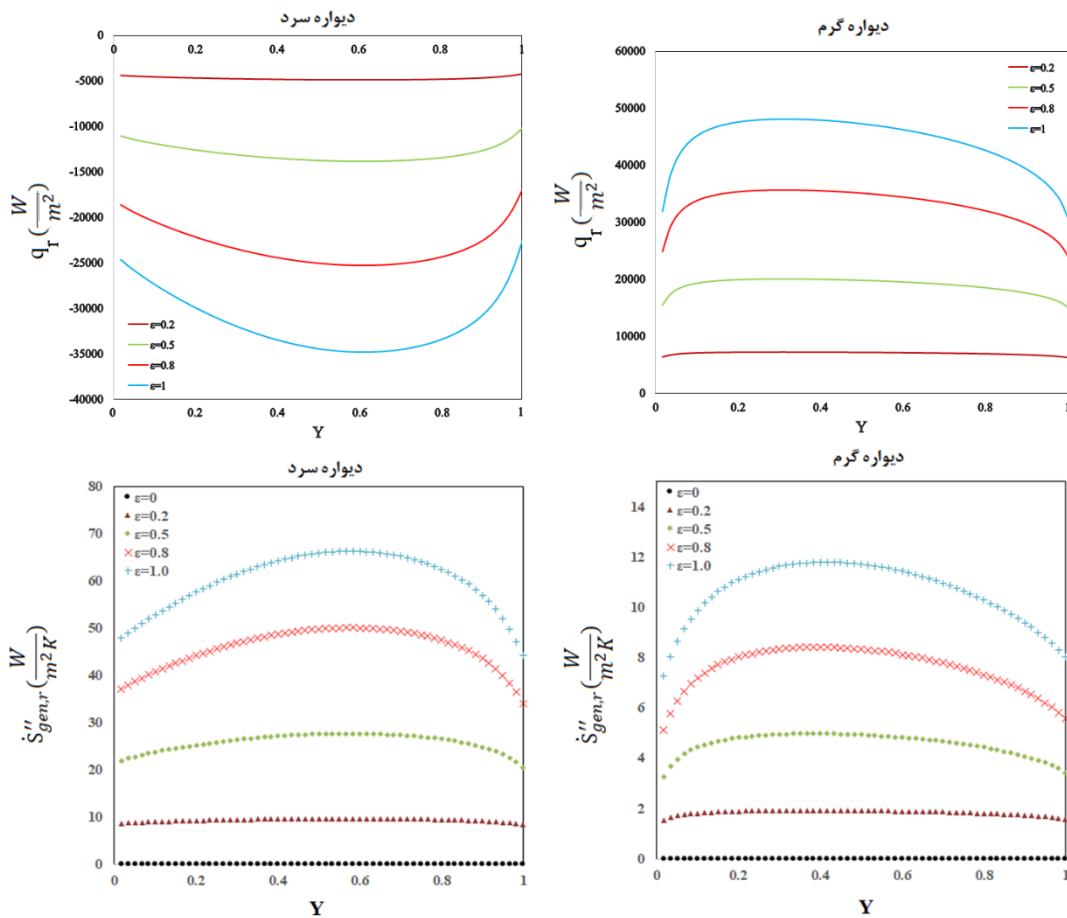 دیواره سرد
0
-5000
-10000
-15000
-20000
-25000
-30000
-35000
-40000
0 0.2 0.4 0.6 0.8 1
ε=0.2
ε=0.5
ε=0.8
ε=1
q_r (W/m²)
0 0.2 0.4 0.6 0.8 1
Y
دیواره گرم
60000
50000
40000
30000
20000
10000
0
ε=0.2
ε=0.5
ε=0.8
ε=1
q_r (W/m²)
0 0.2 0.4 0.6 0.8 1
Y
دیواره سرد
80
70
60
50
40
30
20
10
0
ε=0
ε=0.2
ε=0.5
ε=0.8
ε=1.0
Ṡ''_gen,r (W/m²K)
0 0.2 0.4 0.6 0.8 1
Y
دیواره گرم
14
12
10
8
6
4
2
0
ε=0
ε=0.2
ε=0.5
ε=0.8
ε=1.0
Ṡ''_gen,r (W/m²K)
0 0.2 0.4 0.6 0.8 1
Y